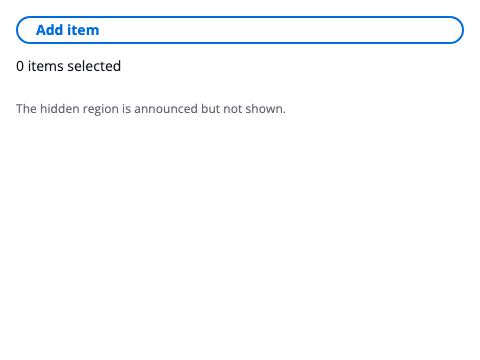 Add item
0 items selected
The hidden region is announced but not shown.